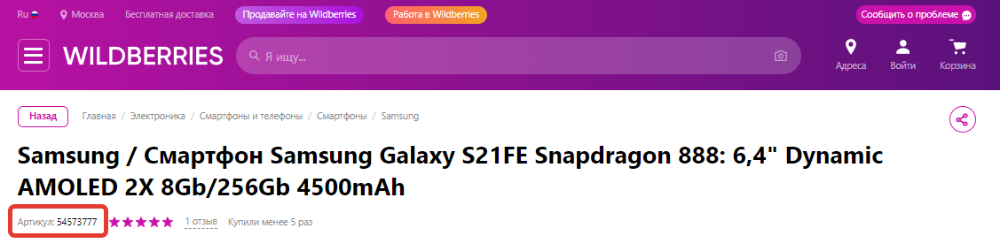 Ru Москва Бесплатная доставка Продавайте на Wildberries Работа в Wildberries Сообщить о проблеме
WILDBERRIES Я ищу... Адреса Войти Корзина
Назад Главная / Электроника / Смартфоны и телефоны / Смартфоны / Samsung
Samsung / Смартфон Samsung Galaxy S21FE Snapdragon 888: 6,4" Dynamic
AMOLED 2X 8Gb/256Gb 4500mAh
Артикул: 54573777 1 отзыв Купили менее 5 раз